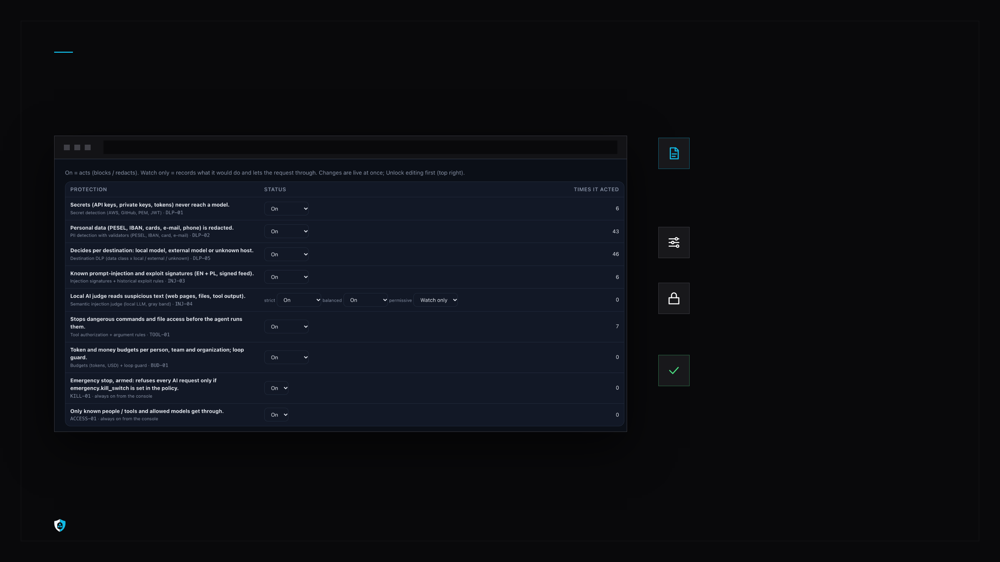 On = acts (blocks / redacts). Watch only = records what it would do and lets the request through. Changes are live at once; Unlock editing first (top right).
PROTECTION STATUS TIMES IT ACTED
Secrets (API keys, private keys, tokens) never reach a model.
Secret detection (AWS, GitHub, PEM, JWT) · DLP-01
On 6
Personal data (PESEL, IBAN, cards, e-mail, phone) is redacted.
PII detection with validators (PESEL, IBAN, card, e-mail) · DLP-02
On 43
Decides per destination: local model, external model or unknown host.
Destination DLP (data class x local / external / unknown) · DLP-05
On 46
Known prompt-injection and exploit signatures (EN + PL, signed feed).
Injection signatures + historical exploit rules · INJ-03
On 6
Local AI judge reads suspicious text (web pages, files, tool output).
Semantic injection judge (local LLM, gray band) · INJ-04
strict On balanced On permissive Watch only 0
Stops dangerous commands and file access before the agent runs
them.
Tool authorization + argument rules · TOOL-01
On 7
Token and money budgets per person, team and organization; loop
guard.
Budgets (tokens, USD) + loop guard · BUD-01
On 0
Emergency stop, armed: refuses every AI request only if
emergency.kill_switch is set in the policy.
KILL-01 · always on from the console
On 0
Only known people / tools and allowed models get through.
ACCESS-01 · always on from the console
On 0